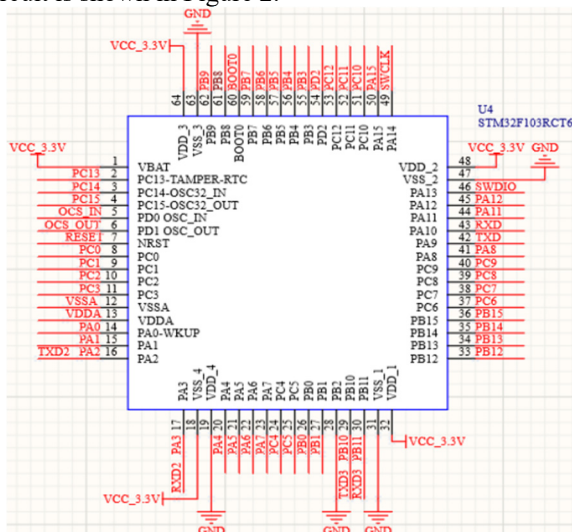 rcuit is shown in Figure 2.
GND
VCC_3.3V
PB9
PB8
BOOT0
PB7
PB6
PB5
PB4
PB3
PD2
PC12
PC11
PC10
PA15
SWCLK
64
63
62
61
60
59
58
57
56
55
54
53
52
51
50
49
U4
STM32F103RCT6
VDD_3
VSS_3
PB9
PB8
BOOT0
PB7
PB6
PB5
PB4
PB3
PD2
PC12
PC11
PC10
PA15
PA14
VCC_3.3V
VCC_3.3V
GND
1 VBAT
PC13 2 PC13-TAMPER-RTC
PC14 3 PC14-OSC32_IN
PC15 4 PC15-OSC32_OUT
OCS_IN 5 PD0 OSC_IN
OCS_OUT 6 PD1 OSC_OUT
RESET 7 NRST
PC0 8 PC0
PC1 9 PC1
PC2 10 PC2
PC3 11 PC3
VSSA 12 VSSA
VDDA 13 VDDA
PA0 14 PA0-WKUP
PA1 15 PA1
TXD2 PA2 16 PA2
VDD_2 48
VSS_2 47
PA13 46 SWDIO
PA12 45 PA12
PA11 44 PA11
PA10 43 RXD
PA9 42 TXD
PA8 41 PA8
PC9 40 PC9
PC8 39 PC8
PC7 38 PC7
PC6 37 PC6
PB15 36 PB15
PB14 35 PB14
PB13 34 PB13
PB12 33 PB12
PA3
VSS_4
VDD_4
PA4
PA5
PA6
PA7
PC4
PC5
PB0
PB1
PB2
PB10
PB11
VSS_1
VDD_1
17
18
19
20
21
22
23
24
25
26
27
28
29
30
31
32
RXD2 PA3
PA4
PA5
PA6
PA7
PC4
PC5
PB0
PB1
TXD3 PB10
RXD3 PB11
VCC_3.3V
VCC_3.3V
GND
GND
GND